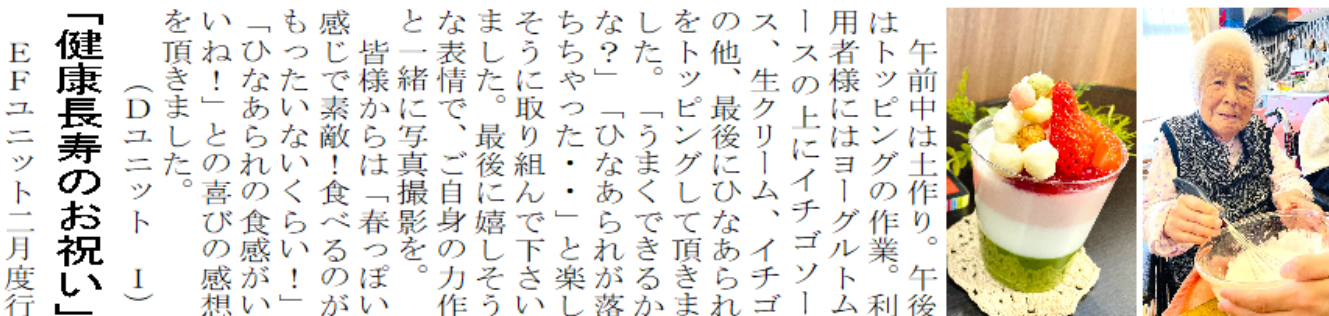 午前中は土作り。午後
はトッピングの作業。利
用者様にはヨーグルトム
ースの上にイチゴソー
ス、生クリーム、イチゴ
の他、最後にひなあられ
をトッピングして頂きま
した。「うまくできるか
な？」「ひなあられが落
ちちゃった・・」と楽し
そうに取り組んで下さい
ました。最後に嬉しそう
な表情で、ご自身の力作
と一緒に写真撮影を。
皆様からは「春っぽい
感じで素敵！食べるのが
もったいないくらい！」
「ひなあられの食感がい
いね！」との喜びの感想
を頂きました。
（Dユニット　I）
「健康長寿のお祝い」
EFユニット二月度行